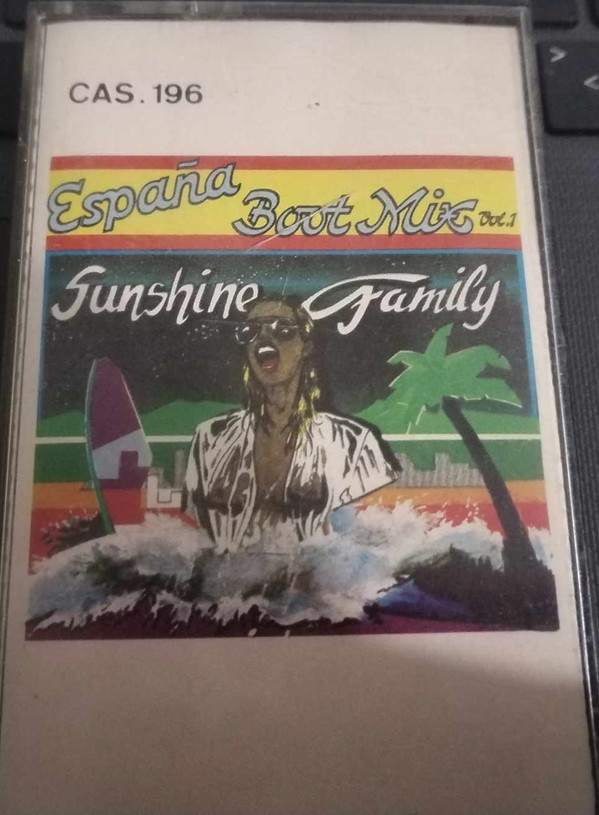 CAS. 196
España Boot Mix Vol.1
Sunshine Family
>
<